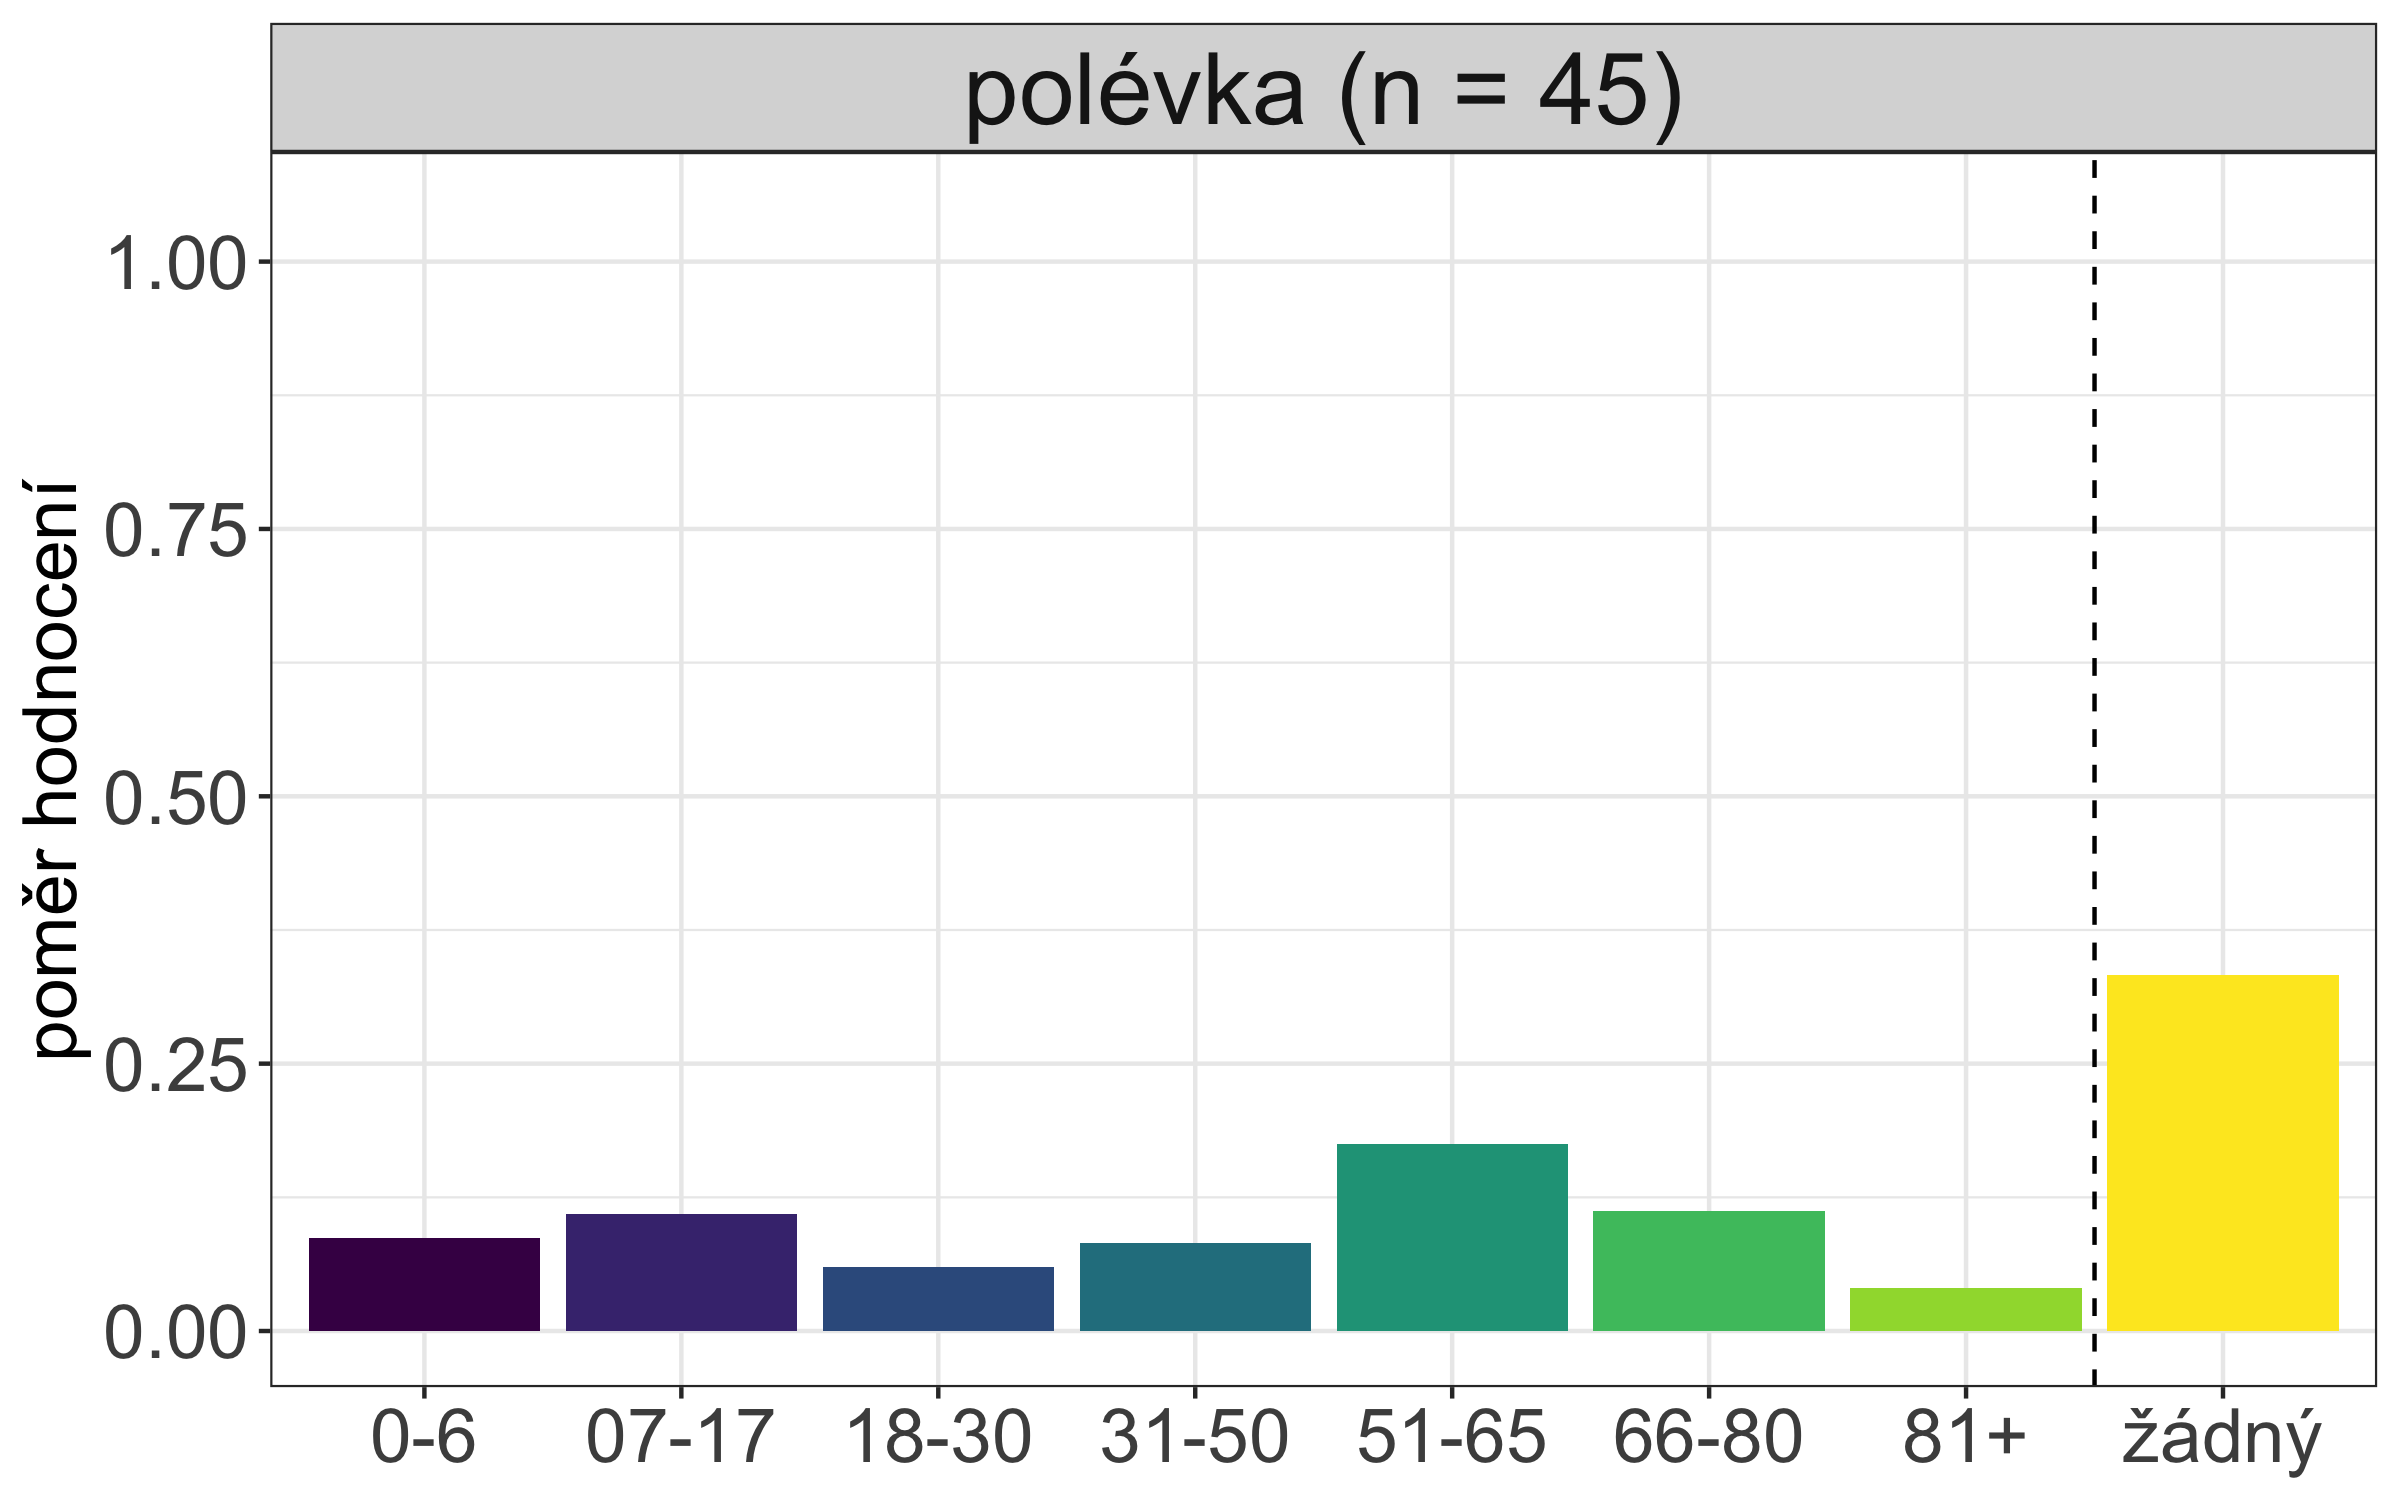 polévka (n = 45)
poměr hodnocení
1.00
0.75
0.50
0.25
0.00
0-6 07-17 18-30 31-50 51-65 66-80 81+ žádný